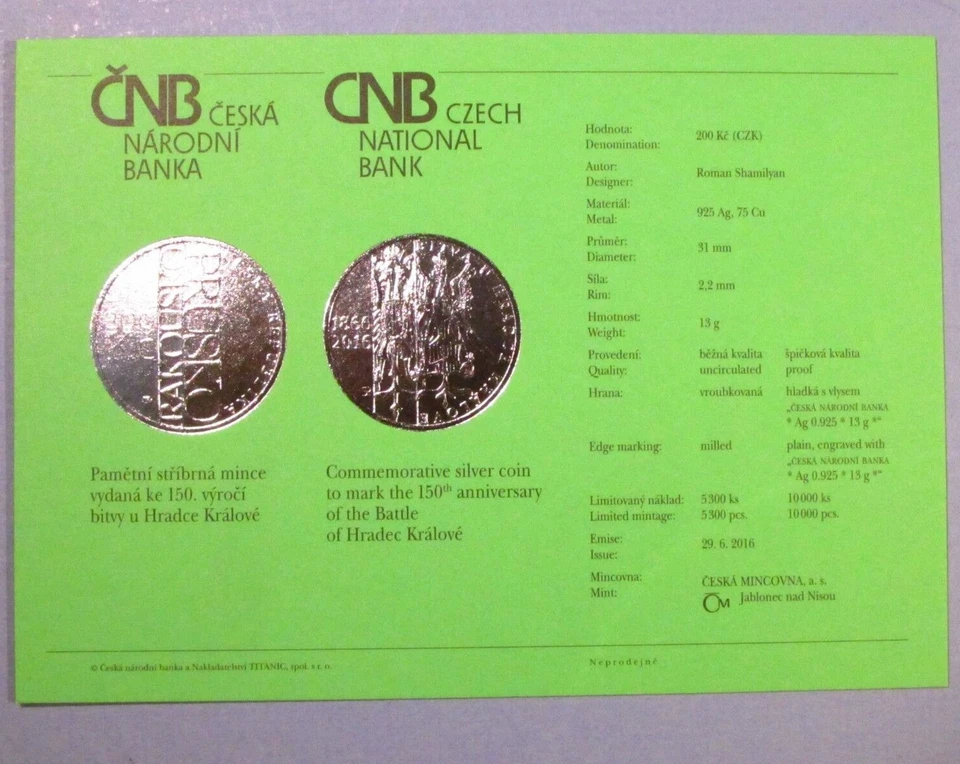 ČNB ČESKÁ
NÁRODNÍ
BANKA
CNB CZECH
NATIONAL
BANK
1866
2016
Pamětní stříbrná mince
vydaná ke 150. výročí
bitvy u Hradce Králové
Commemorative silver coin
to mark the 150th anniversary
of the Battle
of Hradec Králové
Hodnota:
Denomination: 200 Kč (CZK)
Autor:
Designer: Roman Shamilyan
Materiál:
Metal: 925 Ag, 75 Cu
Průměr:
Diameter: 31 mm
Síla:
Rim: 2,2 mm
Hmotnost:
Weight: 13 g
Provedení: běžná kvalita špičková kvalita
Quality: uncirculated proof
Hrana: vroubkovaná hladká s vlysem
„ČESKÁ NÁRODNÍ BANKA
* Ag 0.925 * 13 g *“
Edge marking: milled plain, engraved with
„ČESKÁ NÁRODNÍ BANKA
* Ag 0.925 * 13 g *“
Limitovaný náklad: 5 300 ks 10 000 ks
Limited mintage: 5 300 pcs. 10 000 pcs.
Emise:
Issue: 29. 6. 2016
Mincovna: ČESKÁ MINCOVNA, a. s.
Mint: ČM Jablonec nad Nisou
© Česká národní banka a Nakladatelství TITANIC, spol. s r. o.
Neprodejné